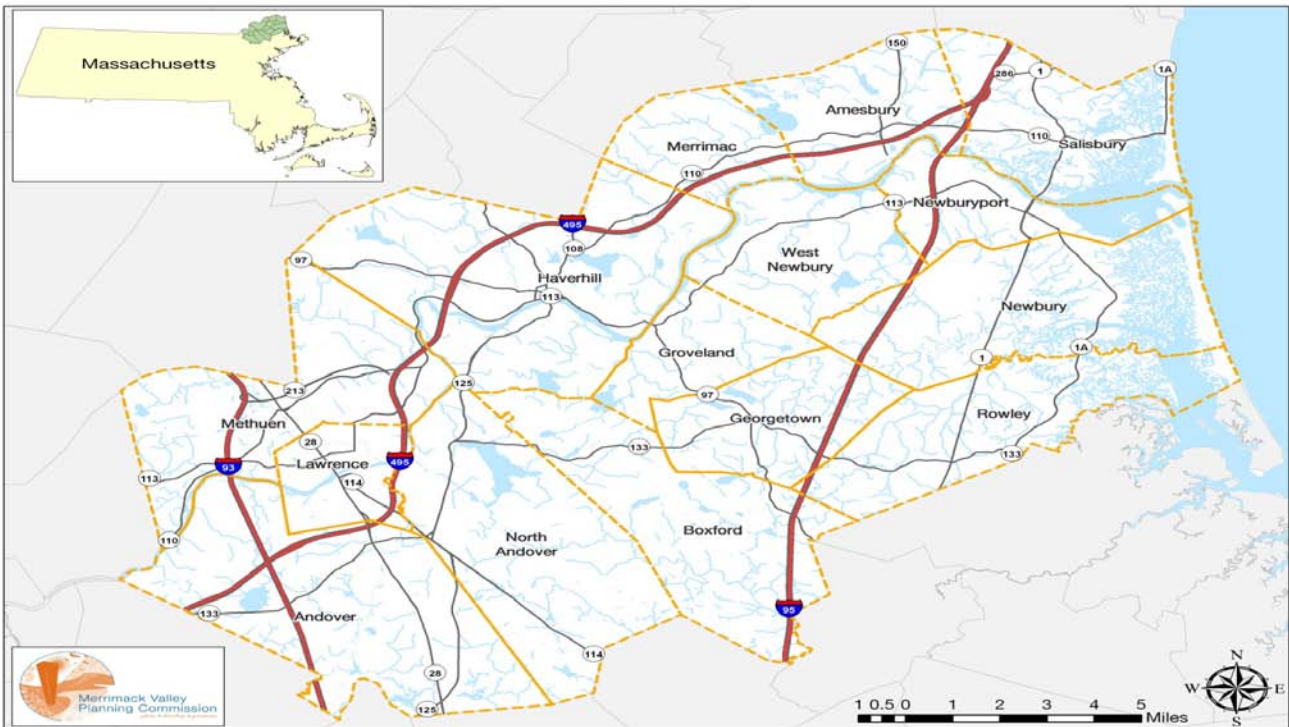 Massachusetts
150
286
1
1A
Amesbury
110
Salisbury
Merrimac
110
113
Newburyport
495
108
97
Haverhill
113
West
Newbury
Newbury
Groveland
1
1A
125
213
97
Georgetown
Rowley
Methuen
28
133
133
Lawrence
93
495
113
114
110
North
Andover
Boxford
133
Andover
95
114
28
125
Merrimack Valley
Planning Commission
N
W E
S
1 0.5 0 1 2 3 4 5
Miles